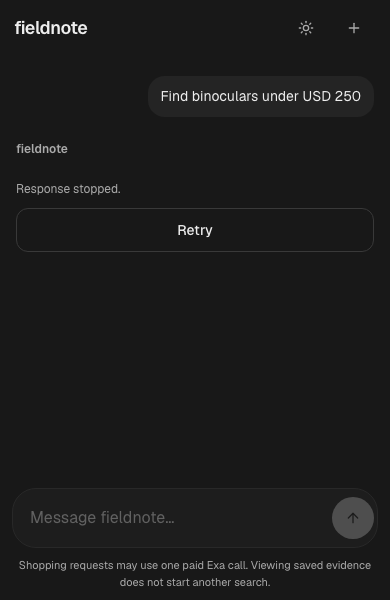 fieldnote
Find binoculars under USD 250
fieldnote
Response stopped.
Retry
Message fieldnote...
Shopping requests may use one paid Exa call. Viewing saved evidence
does not start another search.